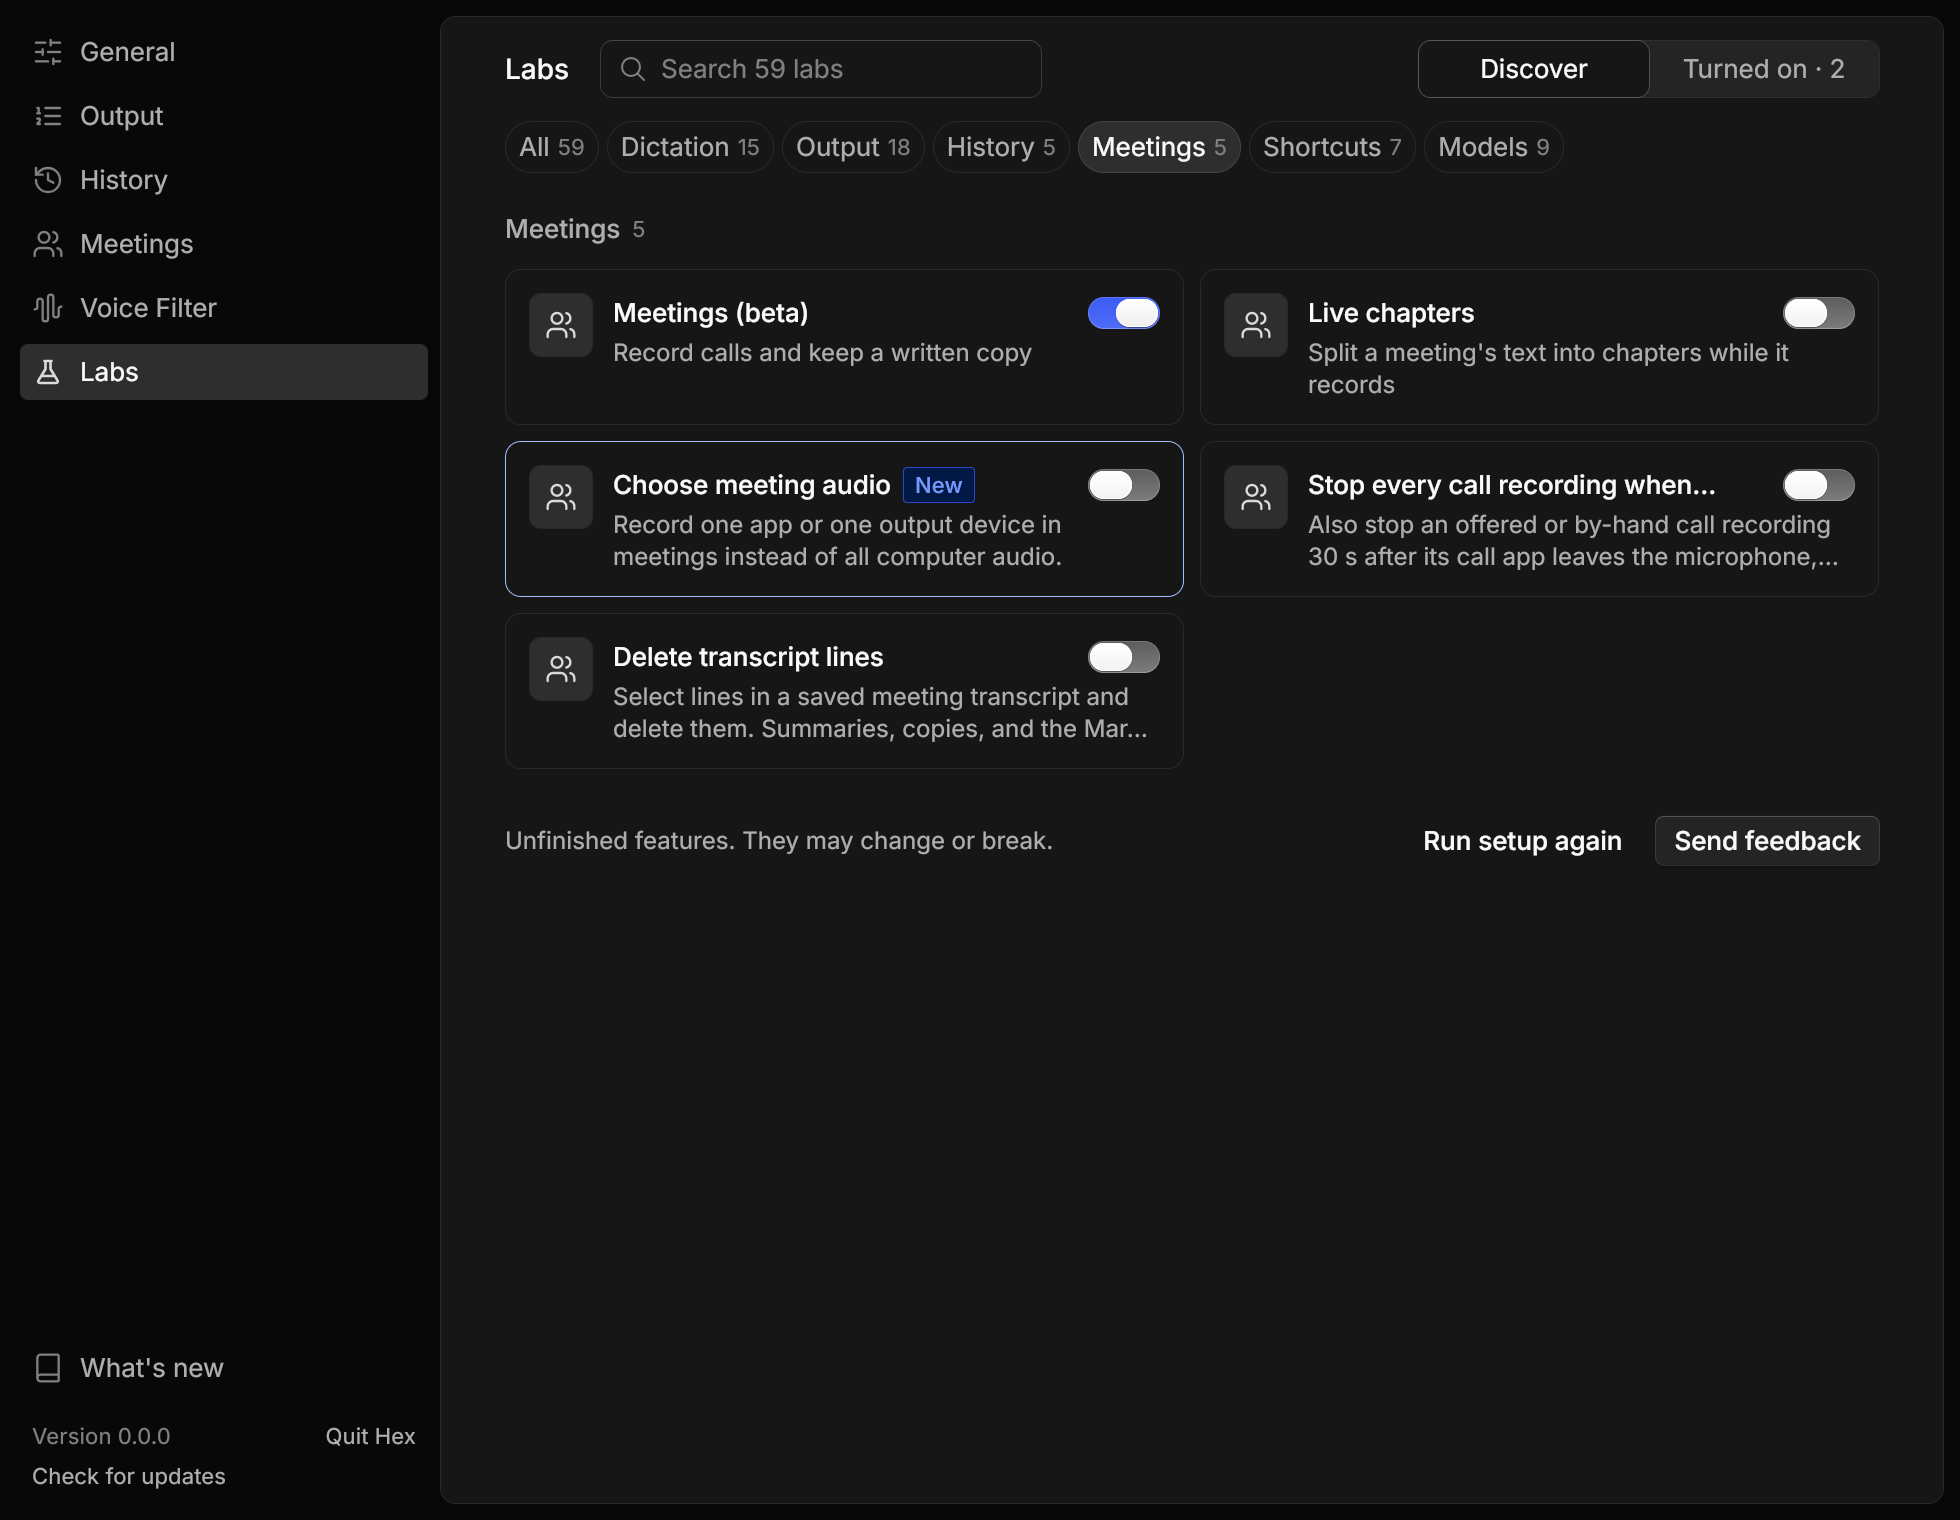 General
Output
History
Meetings
Voice Filter
Labs
What's new
Version 0.0.0
Quit Hex
Check for updates
Labs
Search 59 labs
Discover
Turned on · 2
All 59
Dictation 15
Output 18
History 5
Meetings 5
Shortcuts 7
Models 9
Meetings 5
Meetings (beta)
Record calls and keep a written copy
Live chapters
Split a meeting's text into chapters while it
records
Choose meeting audio New
Record one app or one output device in
meetings instead of all computer audio.
Stop every call recording when...
Also stop an offered or by-hand call recording
30 s after its call app leaves the microphone,...
Delete transcript lines
Select lines in a saved meeting transcript and
delete them. Summaries, copies, and the Mar...
Unfinished features. They may change or break.
Run setup again
Send feedback